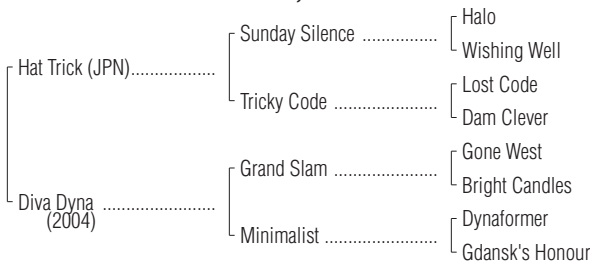 Halo
Sunday Silence ................
Wishing Well
Hat Trick (JPN)..................
Lost Code
Tricky Code ......................
Dam Clever
Gone West
Grand Slam ......................
Bright Candles
Diva Dyna ........................
(2004)
Dynaformer
Minimalist ........................
Gdansk's Honour